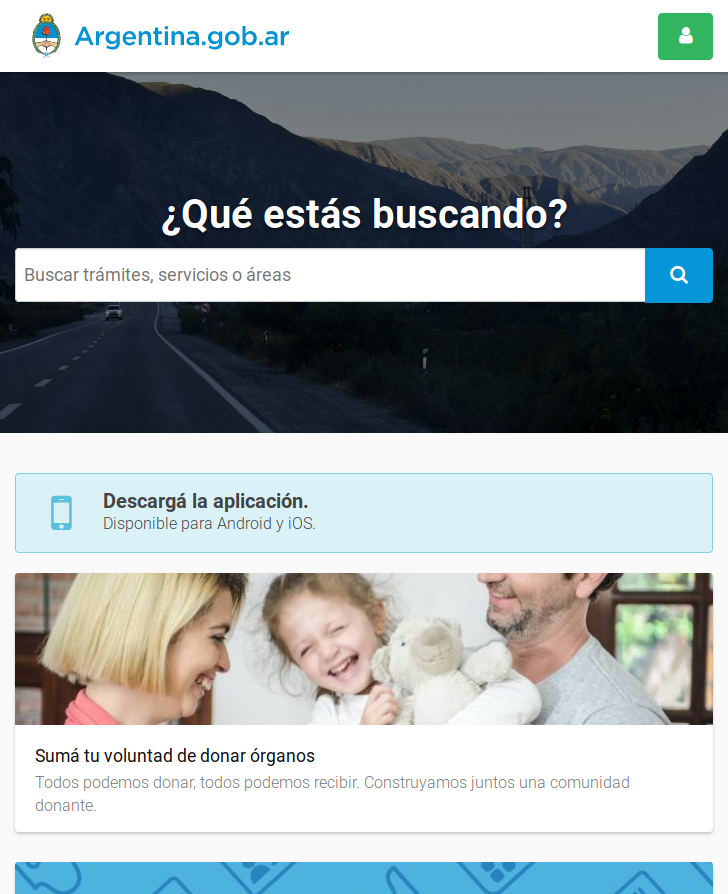 Argentina.gob.ar
¿Qué estás buscando?
Buscar trámites, servicios o áreas
Descargá la aplicación.
Disponible para Android y iOS.
Sumá tu voluntad de donar órganos
Todos podemos donar, todos podemos recibir. Construyamos juntos una comunidad
donante.